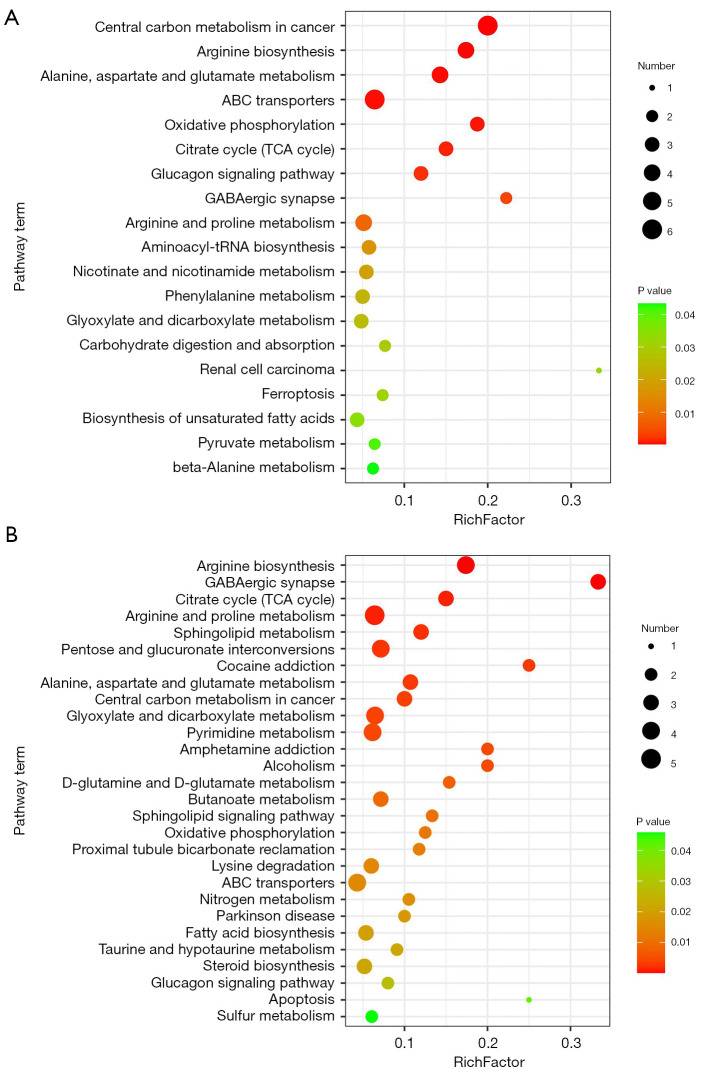 A
Central carbon metabolism in cancer
Arginine biosynthesis
Alanine, aspartate and glutamate metabolism
ABC transporters
Oxidative phosphorylation
Citrate cycle (TCA cycle)
Glucagon signaling pathway
GABAergic synapse
Arginine and proline metabolism
Aminoacyl-tRNA biosynthesis
Nicotinate and nicotinamide metabolism
Phenylalanine metabolism
Glyoxylate and dicarboxylate metabolism
Carbohydrate digestion and absorption
Renal cell carcinoma
Ferroptosis
Biosynthesis of unsaturated fatty acids
Pyruvate metabolism
beta-Alanine metabolism
Pathway term
0.1 0.2 0.3
RichFactor
Number
1
2
3
4
5
6
P value
0.04
0.03
0.02
0.01
B
Arginine biosynthesis
GABAergic synapse
Citrate cycle (TCA cycle)
Arginine and proline metabolism
Sphingolipid metabolism
Pentose and glucuronate interconversions
Cocaine addiction
Alanine, aspartate and glutamate metabolism
Central carbon metabolism in cancer
Glyoxylate and dicarboxylate metabolism
Pyrimidine metabolism
Amphetamine addiction
Alcoholism
D-glutamine and D-glutamate metabolism
Butanoate metabolism
Sphingolipid signaling pathway
Oxidative phosphorylation
Proximal tubule bicarbonate reclamation
Lysine degradation
ABC transporters
Nitrogen metabolism
Parkinson disease
Fatty acid biosynthesis
Taurine and hypotaurine metabolism
Steroid biosynthesis
Glucagon signaling pathway
Apoptosis
Sulfur metabolism
Pathway term
0.1 0.2 0.3
RichFactor
Number
1
2
3
4
5
P value
0.04
0.03
0.02
0.01